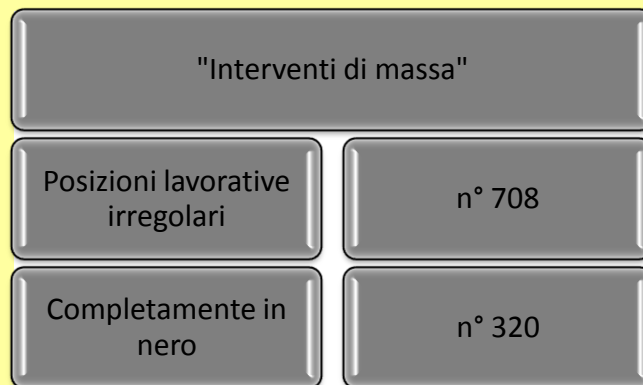 "Interventi di massa"
Posizioni lavorative
irregolari
n° 708
Completamente in
nero
n° 320